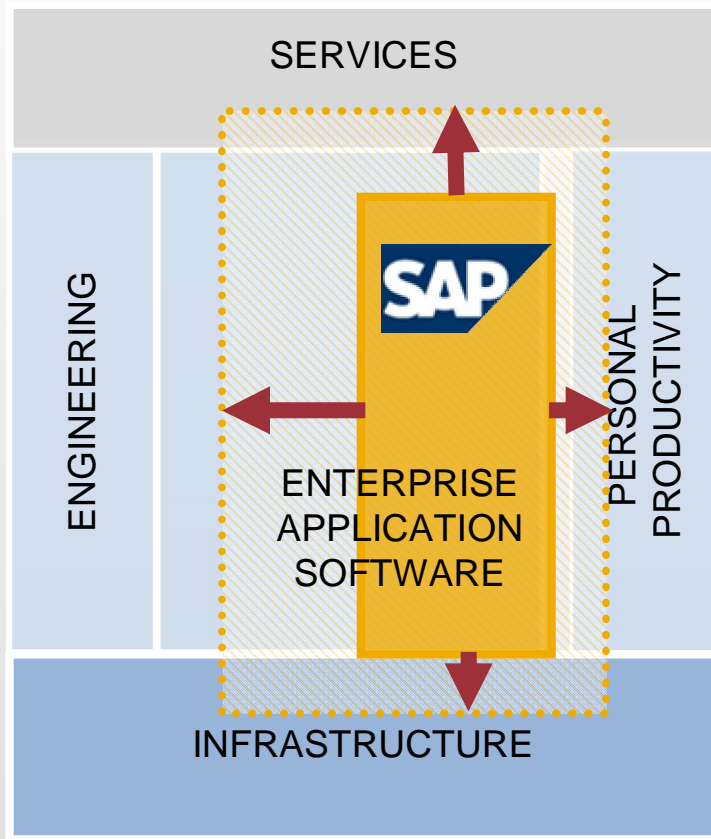 SERVICES
SAP
ENGINEERING
ENTERPRISE
APPLICATION
SOFTWARE
PERSONAL
PRODUCTIVITY
INFRASTRUCTURE